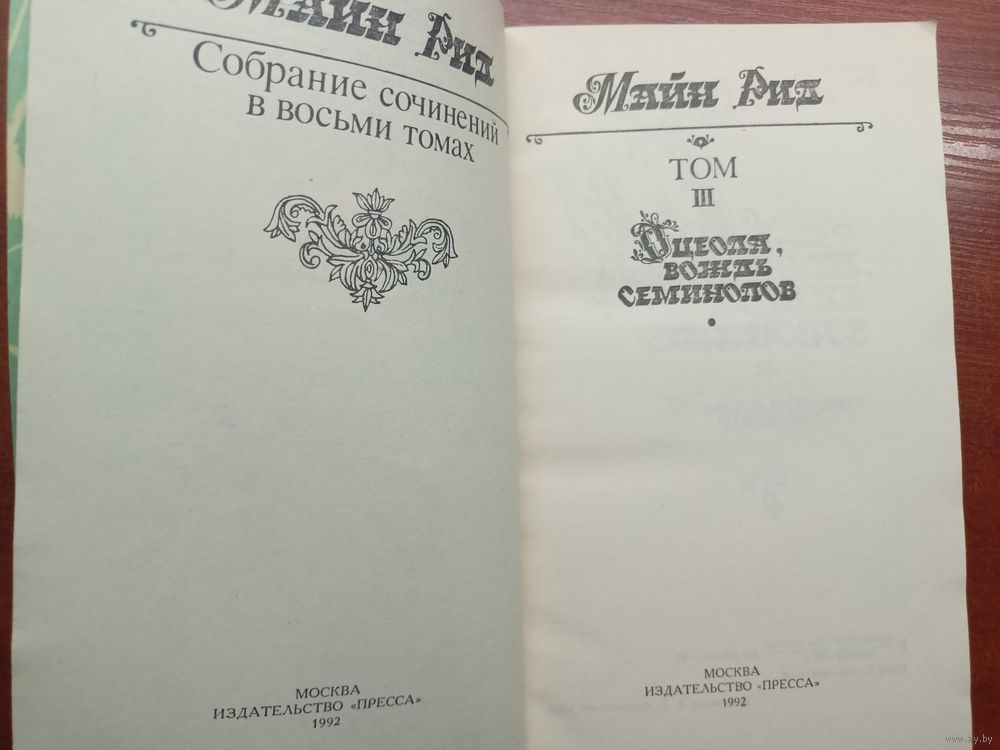 Майн Рид
Собрание сочинений
в восьми томах
МОСКВА
ИЗДАТЕЛЬСТВО «ПРЕССА»
1992
Майн Рид
ТОМ
III
Оцеола,
вождь
семинолов
МОСКВА
ИЗДАТЕЛЬСТВО «ПРЕССА»
1992